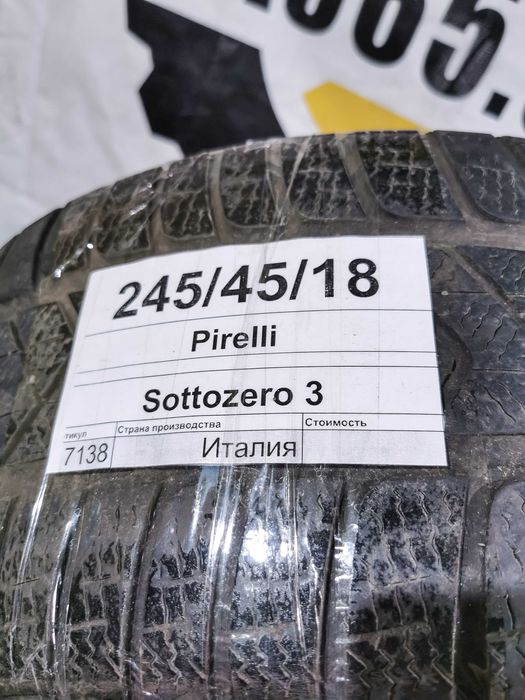 245/45/18
Pirelli
Sottozero 3
тикул Страна производства Стоимость
7138 Италия